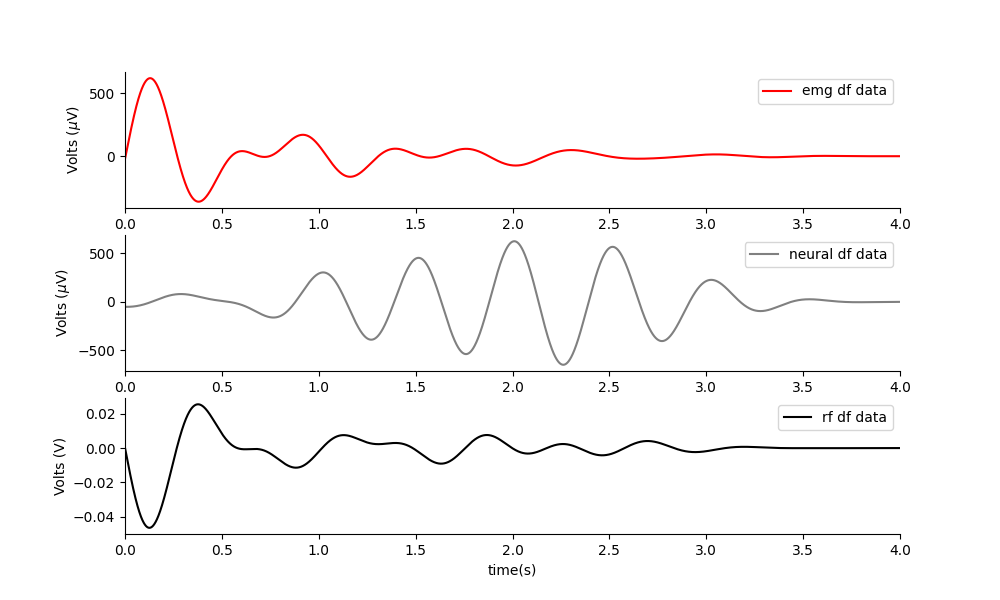 500
0
Volts (μV)
emg df data
0.0 0.5 1.0 1.5 2.0 2.5 3.0 3.5 4.0
500
0
−500
Volts (μV)
neural df data
0.0 0.5 1.0 1.5 2.0 2.5 3.0 3.5 4.0
0.02
0.00
−0.02
−0.04
Volts (V)
rf df data
0.0 0.5 1.0 1.5 2.0 2.5 3.0 3.5 4.0
time(s)